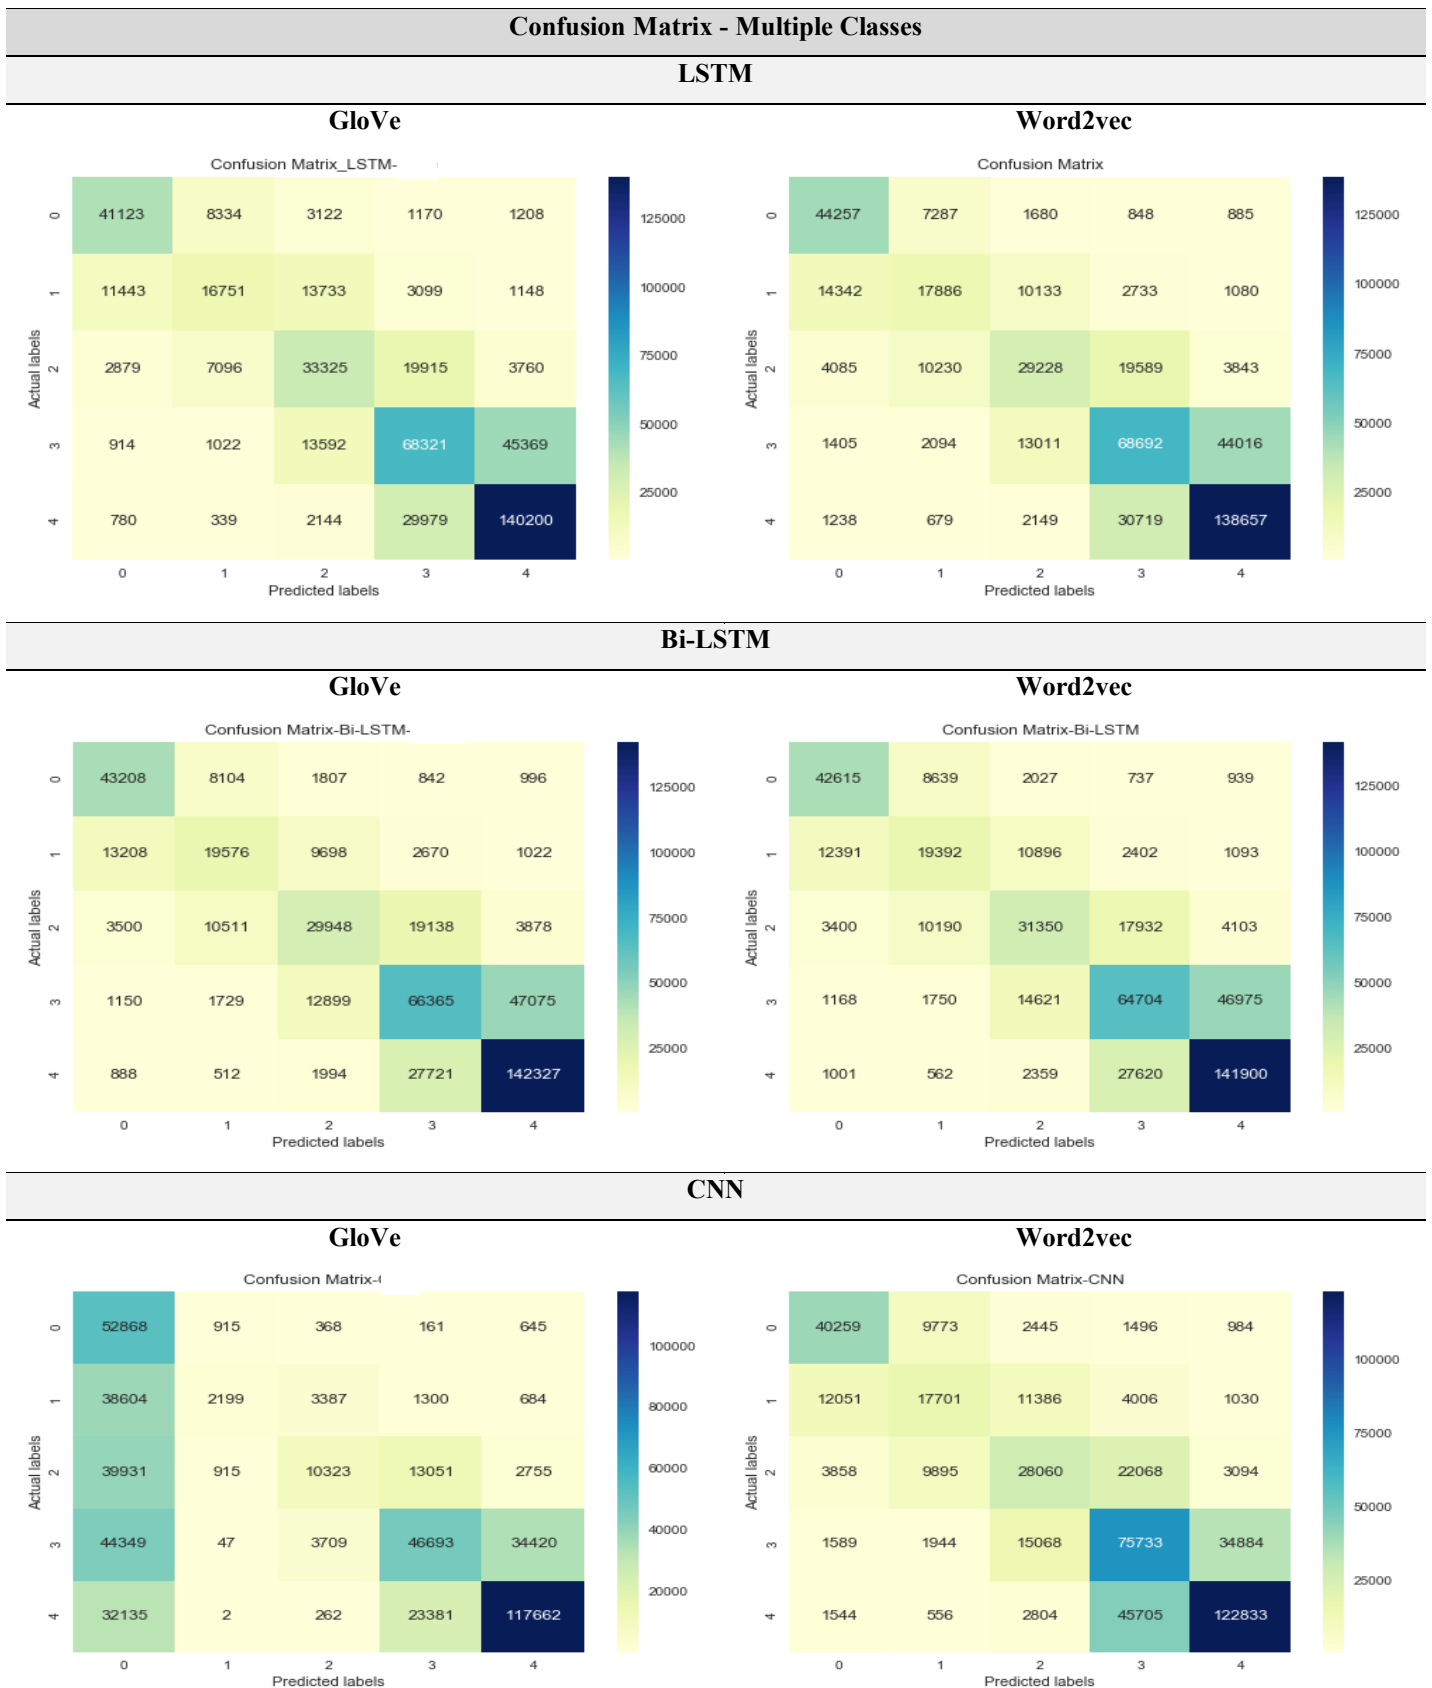 Confusion Matrix - Multiple Classes
LSTM
GloVe
Word2vec
Confusion Matrix_LSTM-
0 41123 8334 3122 1170 1208
1 11443 16751 13733 3099 1148
2 2879 7096 33325 19915 3760
3 914 1022 13592 68321 45369
4 780 339 2144 29979 140200
0 1 2 3 4
Predicted labels
Actual labels
125000
100000
75000
50000
25000
Confusion Matrix
0 44257 7287 1680 848 885
1 14342 17886 10133 2733 1080
2 4085 10230 29228 19589 3843
3 1405 2094 13011 68692 44016
4 1238 679 2149 30719 138657
0 1 2 3 4
Predicted labels
Actual labels
125000
100000
75000
50000
25000
Bi-LSTM
GloVe
Word2vec
Confusion Matrix-Bi-LSTM-
0 43208 8104 1807 842 996
1 13208 19576 9698 2670 1022
2 3500 10511 29948 19138 3878
3 1150 1729 12899 66365 47075
4 888 512 1994 27721 142327
0 1 2 3 4
Predicted labels
Actual labels
125000
100000
75000
50000
25000
Confusion Matrix-Bi-LSTM
0 42615 8639 2027 737 939
1 12391 19392 10896 2402 1093
2 3400 10190 31350 17932 4103
3 1168 1750 14621 64704 46975
4 1001 562 2359 27620 141900
0 1 2 3 4
Predicted labels
Actual labels
125000
100000
75000
50000
25000
CNN
GloVe
Word2vec
Confusion Matrix-
0 52868 915 368 161 645
1 38604 2199 3387 1300 684
2 39931 915 10323 13051 2755
3 44349 47 3709 46693 34420
4 32135 2 262 23381 117662
0 1 2 3 4
Predicted labels
Actual labels
100000
80000
60000
40000
20000
Confusion Matrix-CNN
0 40259 9773 2445 1496 984
1 12051 17701 11386 4006 1030
2 3858 9895 28060 22068 3094
3 1589 1944 15068 75733 34884
4 1544 556 2804 45705 122833
0 1 2 3 4
Predicted labels
Actual labels
100000
75000
50000
25000